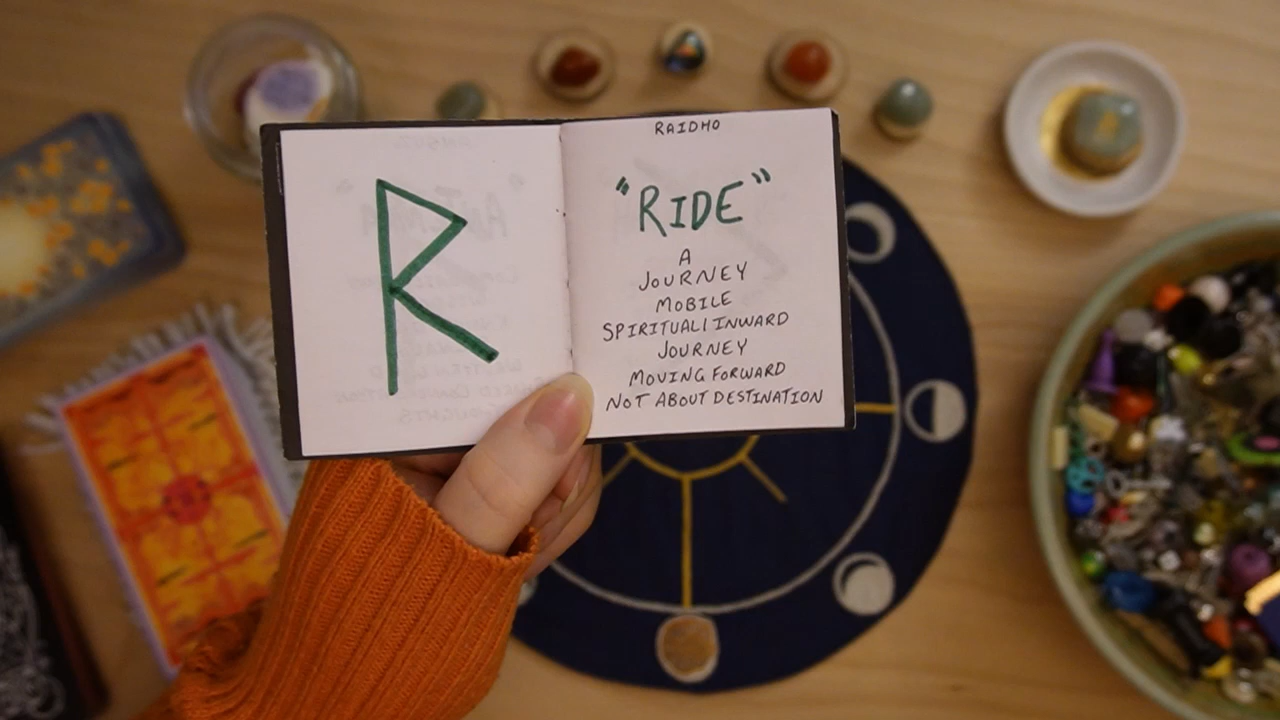 R
RAIDHO
"RIDE"
A
JOURNEY
MOBILE
SPIRITUAL/INWARD
JOURNEY
MOVING FORWARD
NOT ABOUT DESTINATION